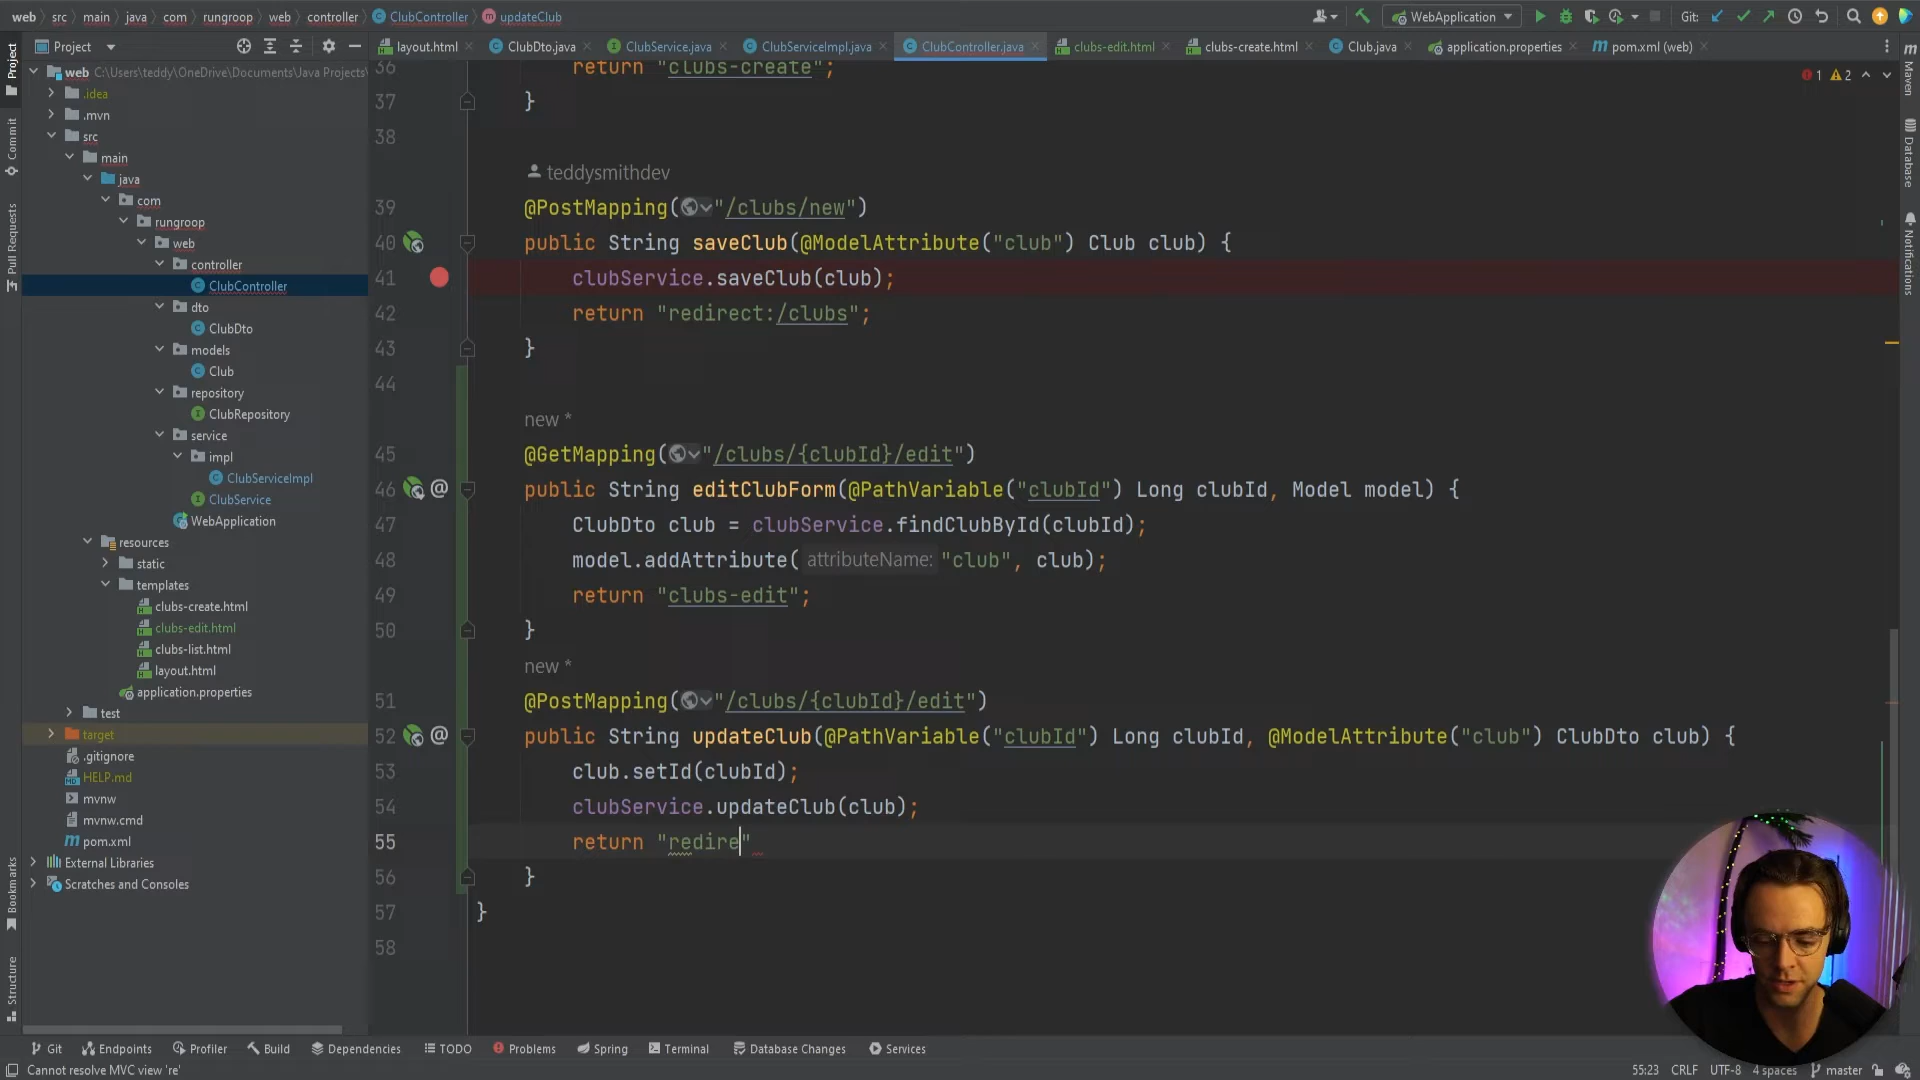 web src main java com rungroop web controller ClubController updateClub
WebApplication
Git:
Project
layout.html
ClubDto.java
ClubService.java
ClubServiceImpl.java
ClubController.java
clubs-edit.html
clubs-create.html
Club.java
application.properties
pom.xml (web)
Project
Commit
Pull Requests
Bookmarks
Structure
web C:\Users\teddy\OneDrive\Documents\Java Projects\
.idea
.mvn
src
main
java
com
rungroop
web
controller
ClubController
dto
ClubDto
models
Club
repository
ClubRepository
service
impl
ClubServiceImpl
ClubService
WebApplication
resources
static
templates
clubs-create.html
clubs-edit.html
clubs-list.html
layout.html
application.properties
test
target
.gitignore
HELP.md
mvnw
mvnw.cmd
pom.xml
External Libraries
Scratches and Consoles
1 2
36 return "clubs-create";
37 }
38
teddysmithdev
39 @PostMapping("/clubs/new")
40 public String saveClub(@ModelAttribute("club") Club club) {
41 clubService.saveClub(club);
42 return "redirect:/clubs";
43 }
44
new *
45 @GetMapping("/clubs/{clubId}/edit")
46 public String editClubForm(@PathVariable("clubId") Long clubId, Model model) {
47 ClubDto club = clubService.findClubById(clubId);
48 model.addAttribute( attributeName: "club", club);
49 return "clubs-edit";
50 }
new *
51 @PostMapping("/clubs/{clubId}/edit")
52 public String updateClub(@PathVariable("clubId") Long clubId, @ModelAttribute("club") ClubDto club) {
53 club.setId(clubId);
54 clubService.updateClub(club);
55 return "redire"
56 }
57 }
58
Maven
Database
Notifications
Git
Endpoints
Profiler
Build
Dependencies
TODO
Problems
Spring
Terminal
Database Changes
Services
Cannot resolve MVC view 're'
55:23 CRLF UTF-8 4 spaces master